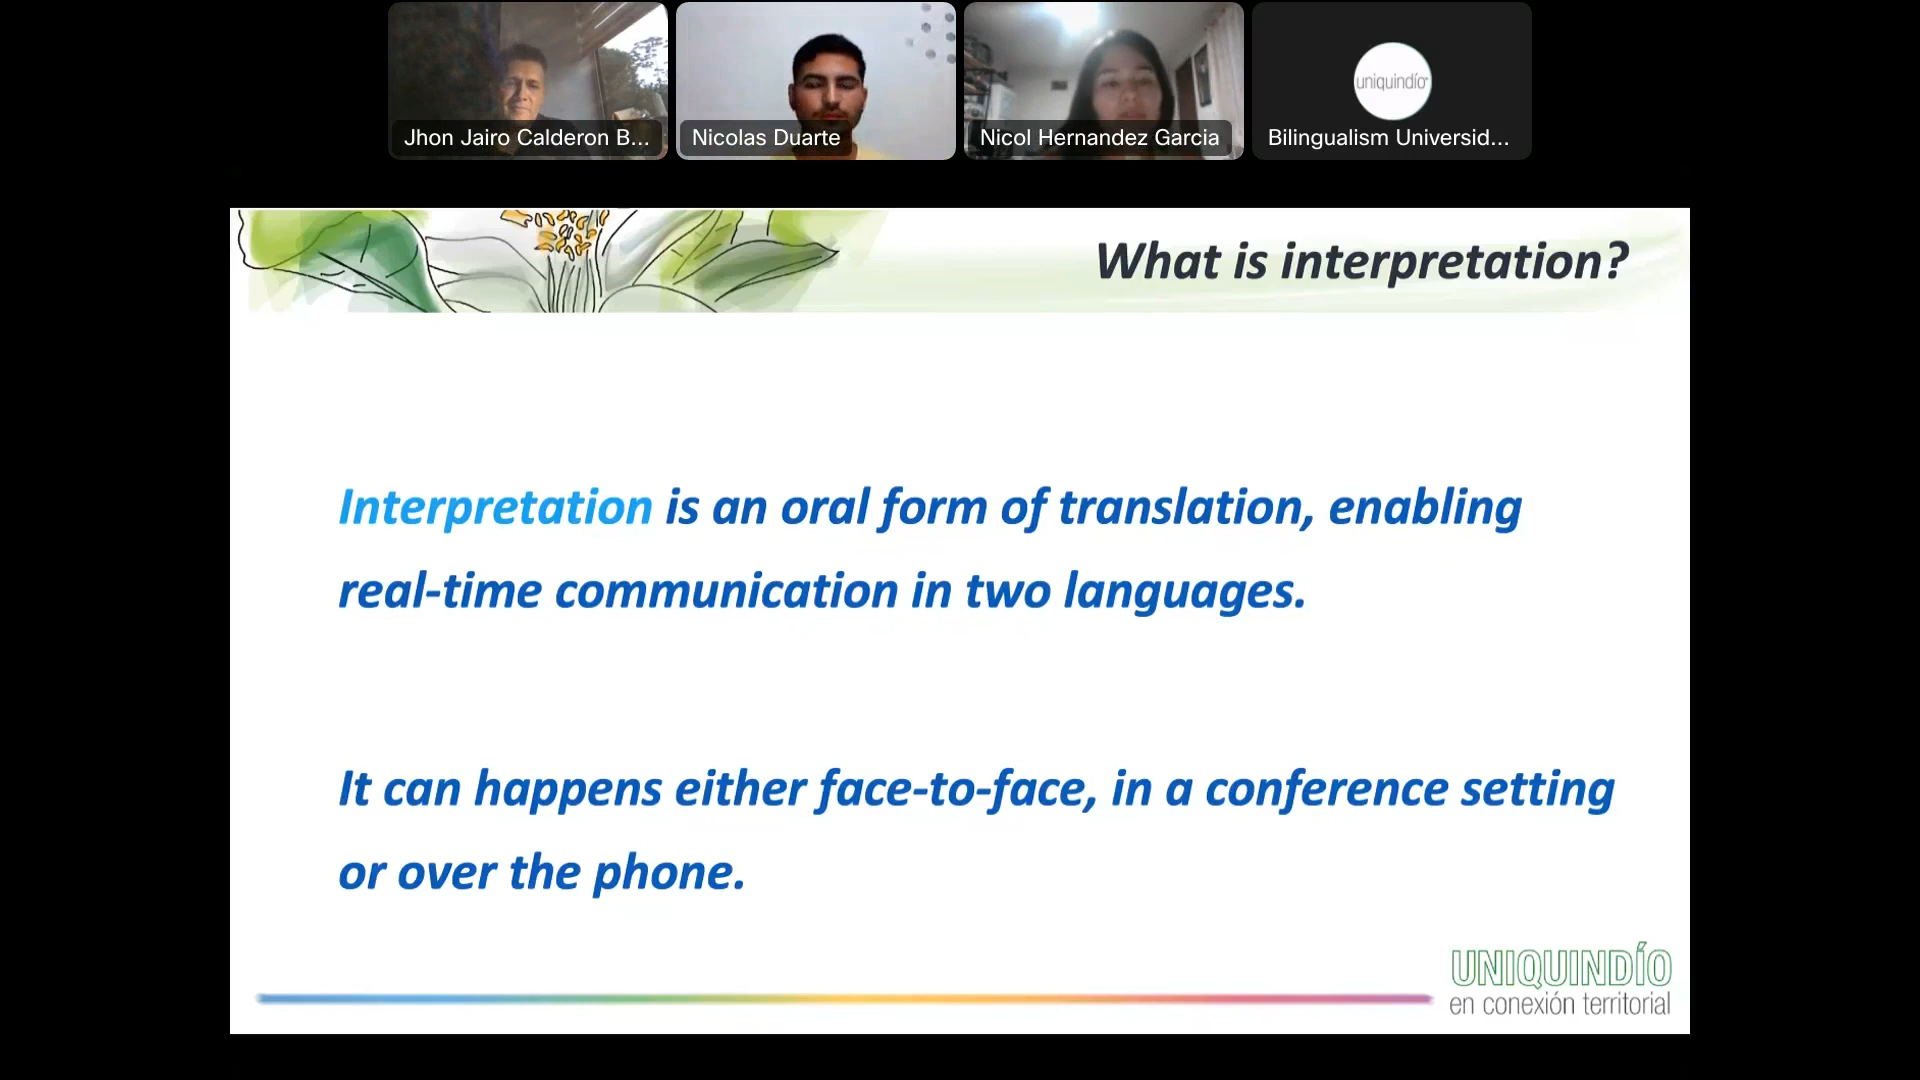 Jhon Jairo Calderon B...
Nicolas Duarte
Nicol Hernandez Garcia
uniquindío
Bilingualism Universid...
What is interpretation?
Interpretation is an oral form of translation, enabling
real-time communication in two languages.
It can happens either face-to-face, in a conference setting
or over the phone.
UNIQUINDÍO
en conexión territorial